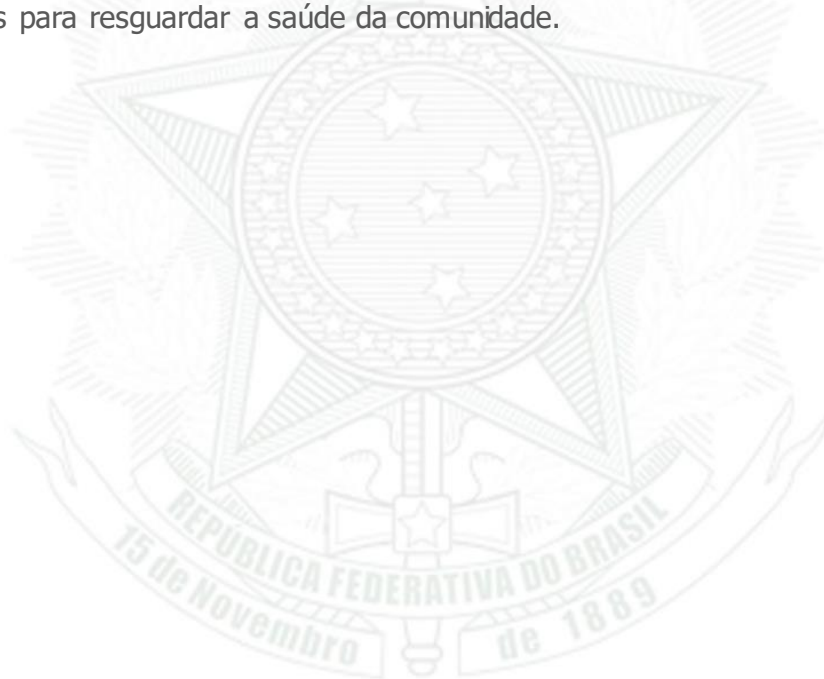 s para resguardar a saúde da comunidade.
REPÚBLICA FEDERATIVA DO BRASIL
15 de Novembro de 1889